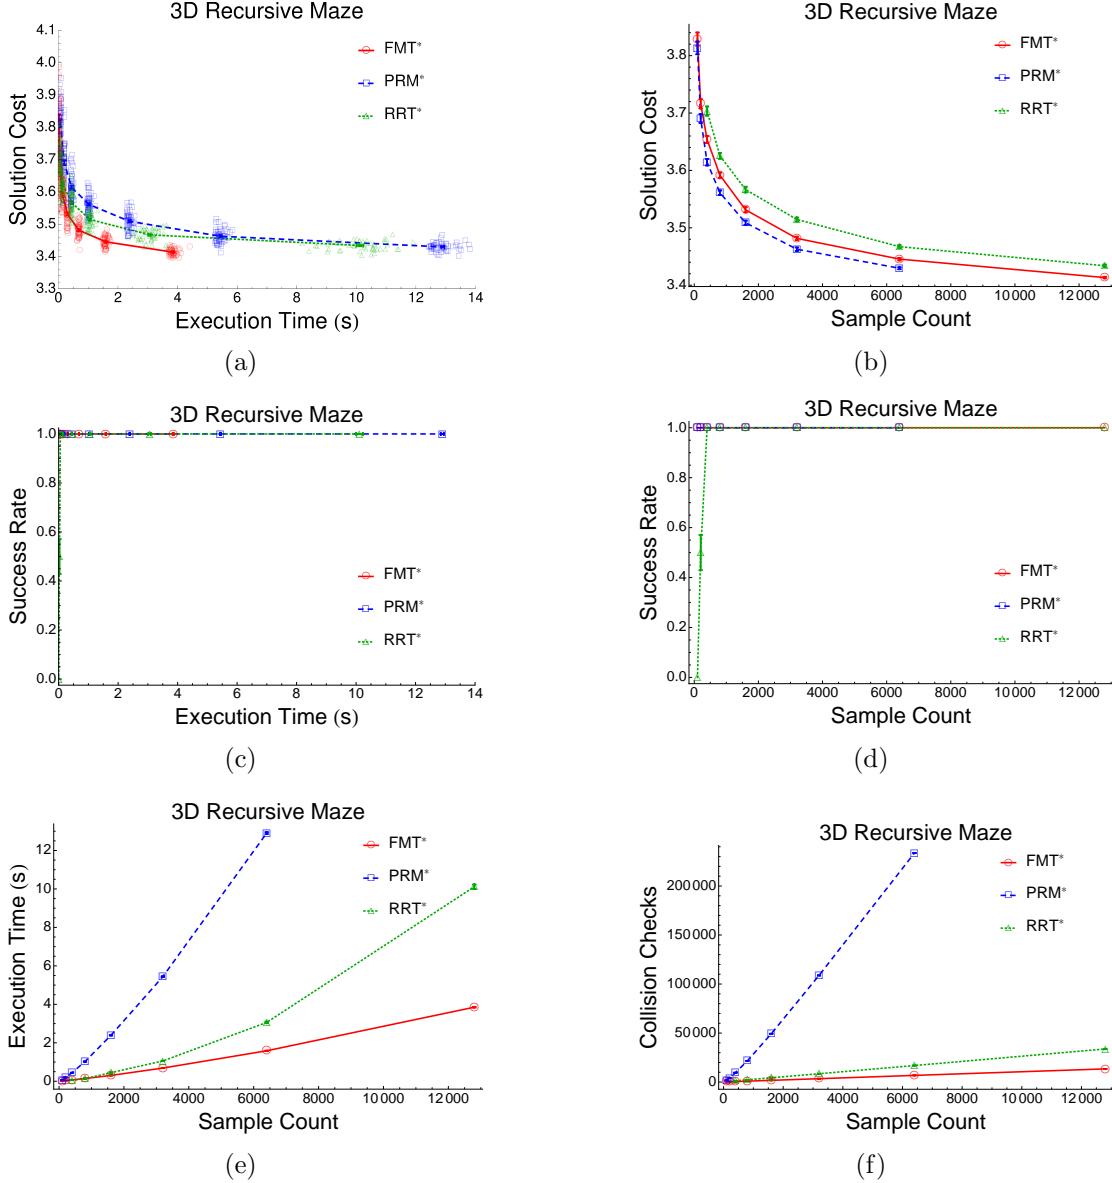 3D Recursive Maze
4.1
4.0
3.9
3.8
3.7
3.6
3.5
3.4
3.3
Solution Cost
FMT*
PRM*
RRT*
0 2 4 6 8 10 12 14
Execution Time (s)
(a)
3D Recursive Maze
3.8
3.7
3.6
3.5
3.4
Solution Cost
FMT*
PRM*
RRT*
0 2000 4000 6000 8000 10000 12000
Sample Count
(b)
3D Recursive Maze
1.0
0.8
0.6
0.4
0.2
0.0
Success Rate
FMT*
PRM*
RRT*
0 2 4 6 8 10 12 14
Execution Time (s)
(c)
3D Recursive Maze
1.0
0.8
0.6
0.4
0.2
0.0
Success Rate
FMT*
PRM*
RRT*
0 2000 4000 6000 8000 10000 12000
Sample Count
(d)
3D Recursive Maze
12
10
8
6
4
2
0
Execution Time (s)
FMT*
PRM*
RRT*
0 2000 4000 6000 8000 10000 12000
Sample Count
(e)
3D Recursive Maze
200000
150000
100000
50000
0
Collision Checks
FMT*
PRM*
RRT*
0 2000 4000 6000 8000 10000 12000
Sample Count
(f)